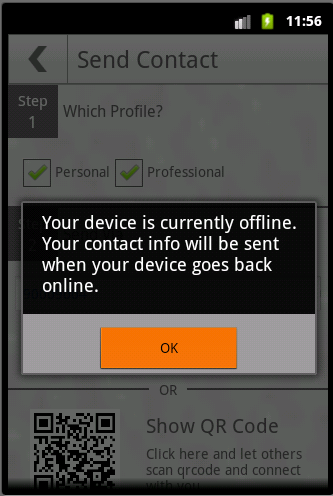 11:56
Send Contact
Step
1
Which Profile?
Personal
Professional
Your device is currently offline.
Your contact info will be sent
when your device goes back
online.
OK
OR
Show QR Code
Click here and let others
scan qrcode and connect
with you